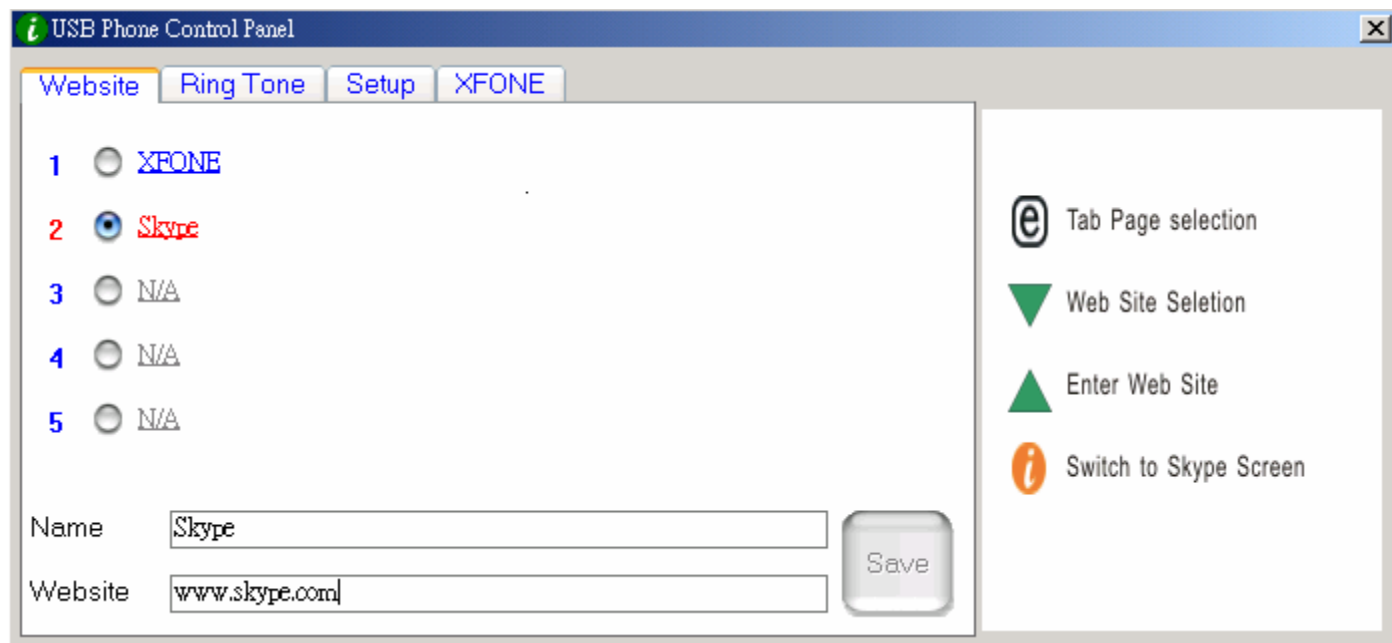 USB Phone Control Panel
Website Ring Tone Setup XFONE
1 XFONE
2 Skype
3 N/A
4 N/A
5 N/A
Name Skype
Website www.skype.com
Save
Tab Page selection
Web Site Seletion
Enter Web Site
Switch to Skype Screen